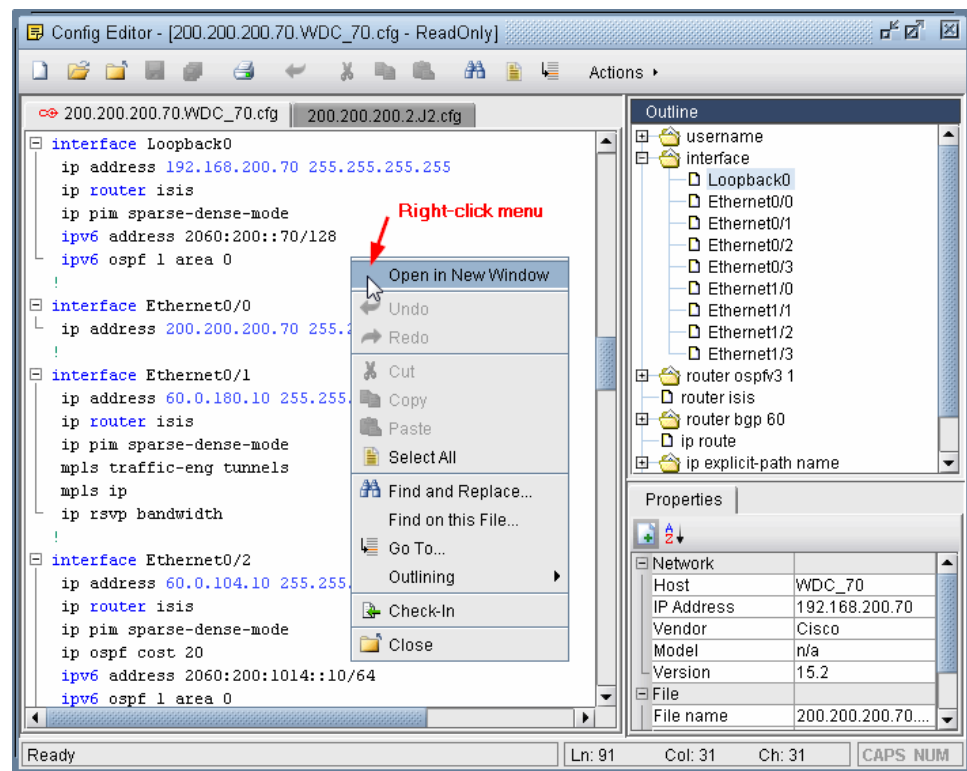 Config Editor - [200.200.200.70.WDC_70.cfg - ReadOnly]
Actions
200.200.200.70.WDC_70.cfg
200.200.200.2.J2.cfg
interface Loopback0
ip address 192.168.200.70 255.255.255.255
ip router isis
ip pim sparse-dense-mode
ipv6 address 2060:200::70/128
ipv6 ospf 1 area 0
!
interface Ethernet0/0
ip address 200.200.200.70 255.2
!
interface Ethernet0/1
ip address 60.0.180.10 255.255.
ip router isis
ip pim sparse-dense-mode
mpls traffic-eng tunnels
mpls ip
ip rsvp bandwidth
!
interface Ethernet0/2
ip address 60.0.104.10 255.255.
ip router isis
ip pim sparse-dense-mode
ip ospf cost 20
ipv6 address 2060:200:1014::10/64
ipv6 ospf 1 area 0
Right-click menu
Open in New Window
Undo
Redo
Cut
Copy
Paste
Select All
Find and Replace...
Find on this File...
Go To...
Outlining
Check-In
Close
Outline
username
interface
Loopback0
Ethernet0/0
Ethernet0/1
Ethernet0/2
Ethernet0/3
Ethernet1/0
Ethernet1/1
Ethernet1/2
Ethernet1/3
router ospfv3 1
router isis
router bgp 60
ip route
ip explicit-path name
Properties
Network
Host WDC_70
IP Address 192.168.200.70
Vendor Cisco
Model n/a
Version 15.2
File
File name 200.200.200.70....
Ready
Ln: 91 Col: 31 Ch: 31 CAPS NUM